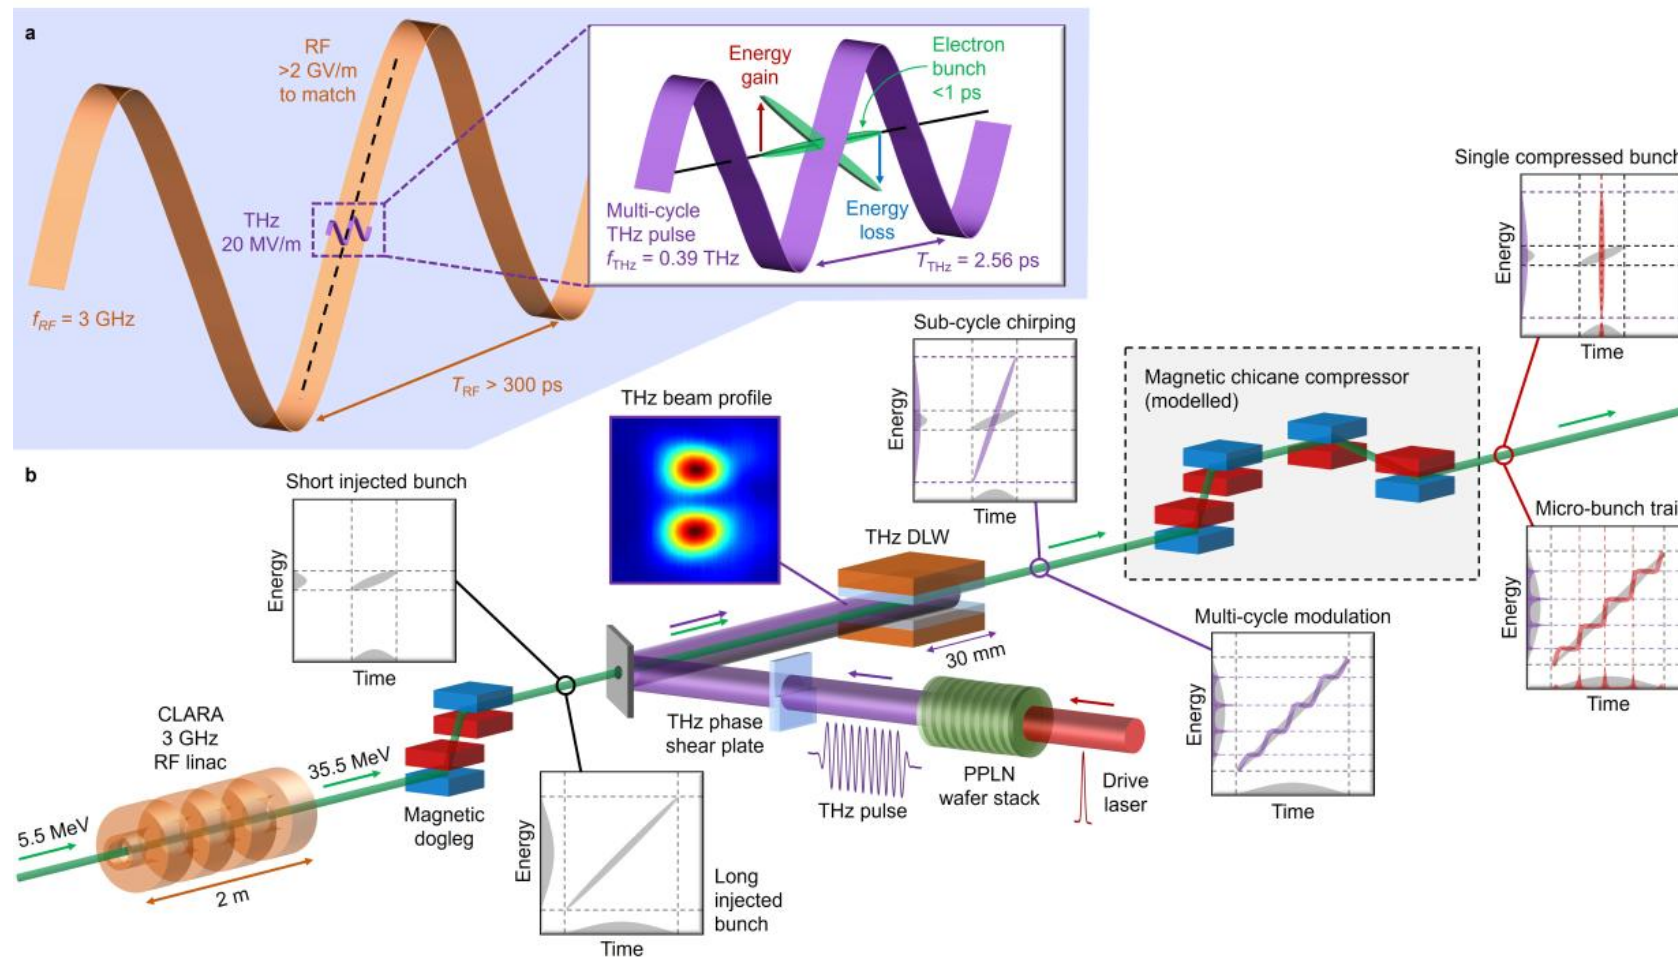 a
RF
>2 GV/m
to match
THz
20 MV/m
f_RF = 3 GHz
T_RF > 300 ps
Energy
gain
Electron
bunch
<1 ps
Energy
loss
Multi-cycle
THz pulse
f_THz = 0.39 THz
T_THz = 2.56 ps
b
Short injected bunch
Energy
Time
CLARA
3 GHz
RF linac
5.5 MeV
35.5 MeV
2 m
Magnetic
dogleg
Energy
Time
Long
injected
bunch
THz beam profile
THz phase
shear plate
THz pulse
PPLN
wafer stack
Drive
laser
THz DLW
30 mm
Sub-cycle chirping
Energy
Time
Multi-cycle modulation
Energy
Time
Magnetic chicane compressor
(modelled)
Single compressed bunch
Energy
Time
Micro-bunch trai
Energy
Time